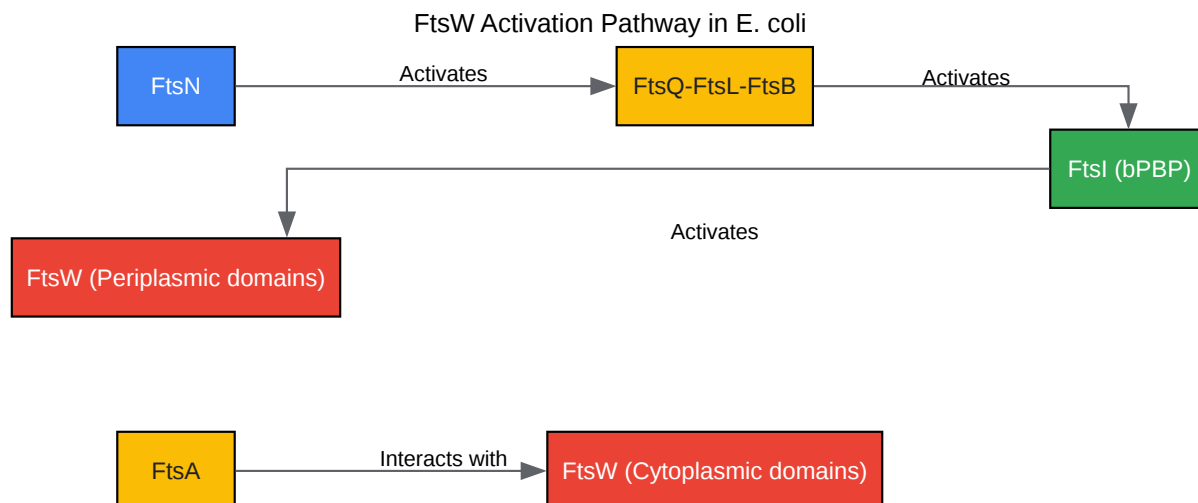 FtsW Activation Pathway in E. coli
FtsN
Activates
FtsQ-FtsL-FtsB
Activates
FtsI (bPBP)
Activates
FtsW (Periplasmic domains)
FtsA
Interacts with
FtsW (Cytoplasmic domains)